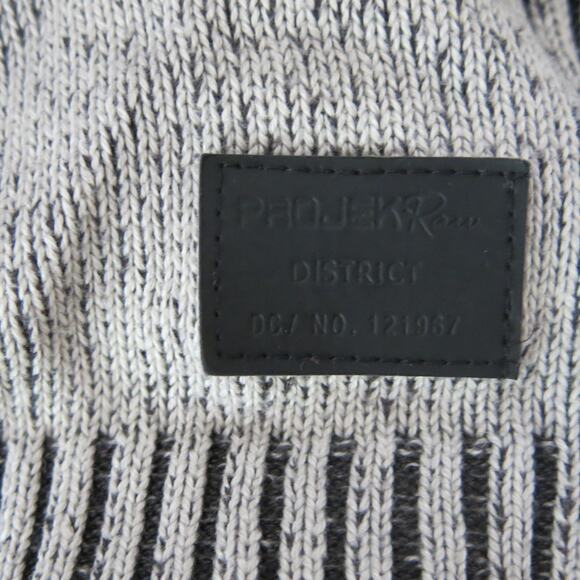 PROJEK Raw
DISTRICT
DC./ NO. 121967